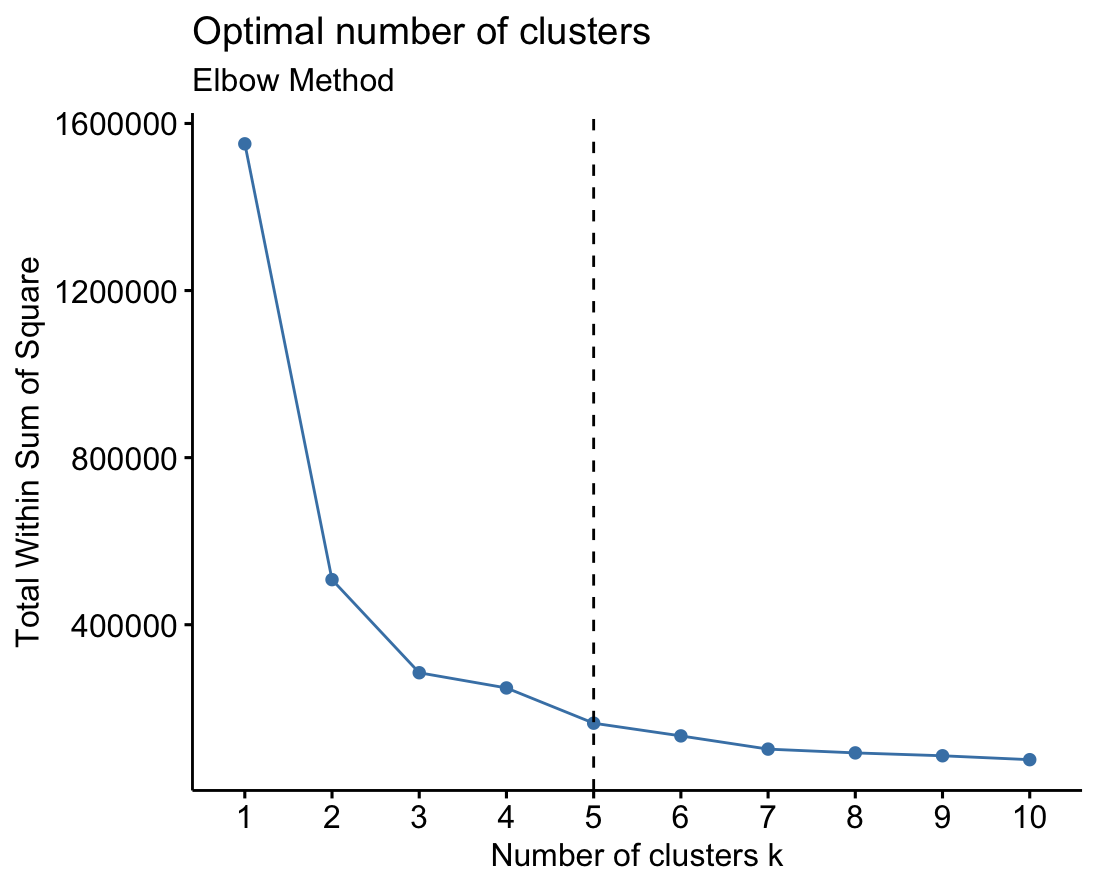 Optimal number of clusters
Elbow Method
Total Within Sum of Square
1600000
1200000
800000
400000
1 2 3 4 5 6 7 8 9 10
Number of clusters k